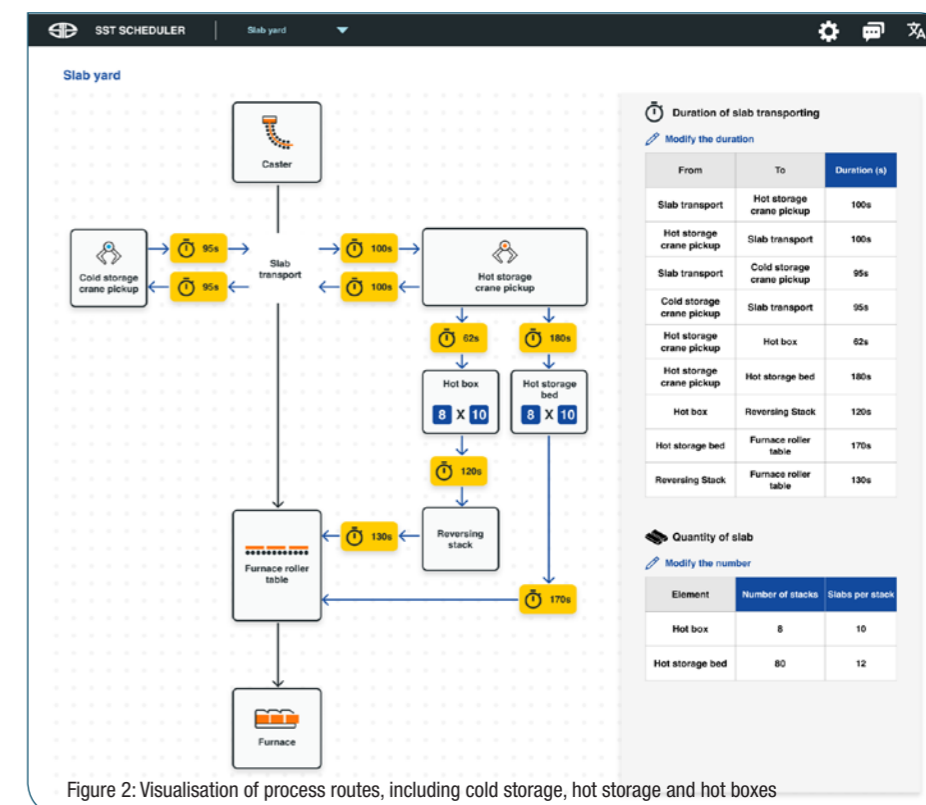 SST SCHEDULER
Slab yard
Slab yard
Caster
Cold storage
crane pickup
95s
95s
Slab
transport
100s
100s
Hot storage
crane pickup
62s
180s
Hot box
8 X 10
Hot storage
bed
8 X 10
120s
Furnace roller
table
130s
Reversing
stack
170s
Furnace
Duration of slab transporting
Modify the duration
From To Duration (s)
Slab transport Hot storage crane pickup 100s
Hot storage crane pickup Slab transport 100s
Slab transport Cold storage crane pickup 95s
Cold storage crane pickup Slab transport 95s
Hot storage crane pickup Hot box 62s
Hot storage crane pickup Hot storage bed 180s
Hot box Reversing Stack 120s
Hot storage bed Furnace roller table 170s
Reversing Stack Furnace roller table 130s
Quantity of slab
Modify the number
Element Number of stacks Slabs per stack
Hot box 8 10
Hot storage bed 80 12
Figure 2: Visualisation of process routes, including cold storage, hot storage and hot boxes